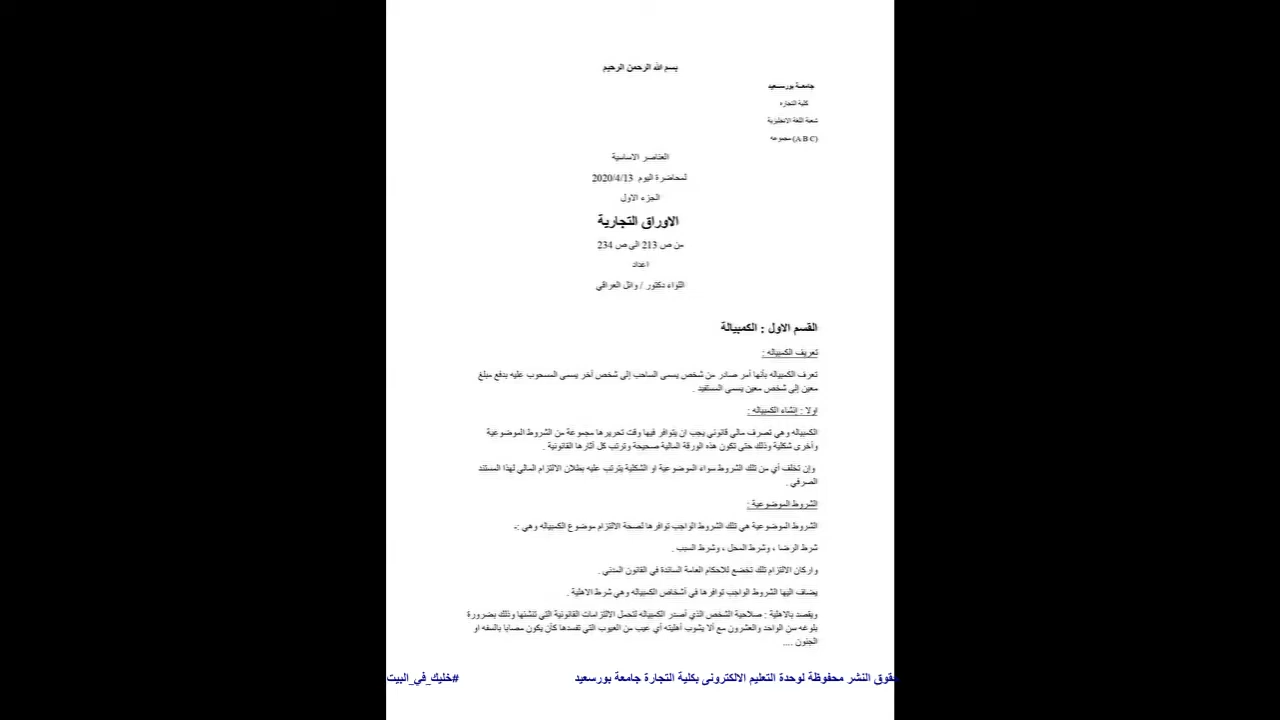 بسم الله الرحمن الرحيم
جامعة بورسعيد
كلية التجاره
شعبة اللغة الانجليزية
(A B C) مجموعه
العناصر الاساسية
لمحاضرة اليوم 2020/4/13
الجزء الاول
الاوراق التجارية
من ص 213 الي ص 234
اعداد
اللواء دكتور / وائل العراقي
القسم الاول : الكمبيالة
تعريف الكمبياله :
تعرف الكمبياله بأنها أمر صادر من شخص يسمى الساحب إلى شخص أخر يسمى المسحوب عليه بدفع مبلغ
معين إلى شخص معين يسمى المستفيد .
اولا : إنشاء الكمبياله :
الكمبياله وهي تصرف مالي قانوني يجب ان يتوافر فيها وقت تحريرها مجموعة من الشروط الموضوعية
وأخرى شكلية وذلك حتى تكون هذه الورقة المالية صحيحة وترتب كل آثارها القانونية .
وإن تخلف أي من تلك الشروط سواء الموضوعية او الشكلية يترتب عليه بطلان الالتزام المالي لهذا المستند
الصرفي .
الشروط الموضوعية :
الشروط الموضوعية هي تلك الشروط الواجب توافرها لصحة الالتزام موضوع الكمبياله وهي :-
شرط الرضا ، وشرط المحل ، وشرط السبب .
واركان الالتزام تلك تخضع للاحكام العامة السائدة في القانون المدني .
يضاف اليها الشروط الواجب توافرها في أشخاص الكمبياله وهي شرط الاهلية .
ويقصد بالاهلية : صلاحية الشخص الذي أصدر الكمبياله لتحمل الالتزامات القانونية التي تنشئها وذلك بضرورة
بلوغه سن الواحد والعشرون مع ألا يشوب أهليته أي عيب من العيوب التي تفسدها كأن يكون مصابا بالسفه او
الجنون ....
حقوق النشر محفوظة لوحدة التعليم الالكترونى بكلية التجارة جامعة بورسعيد #خليك_في_البيت